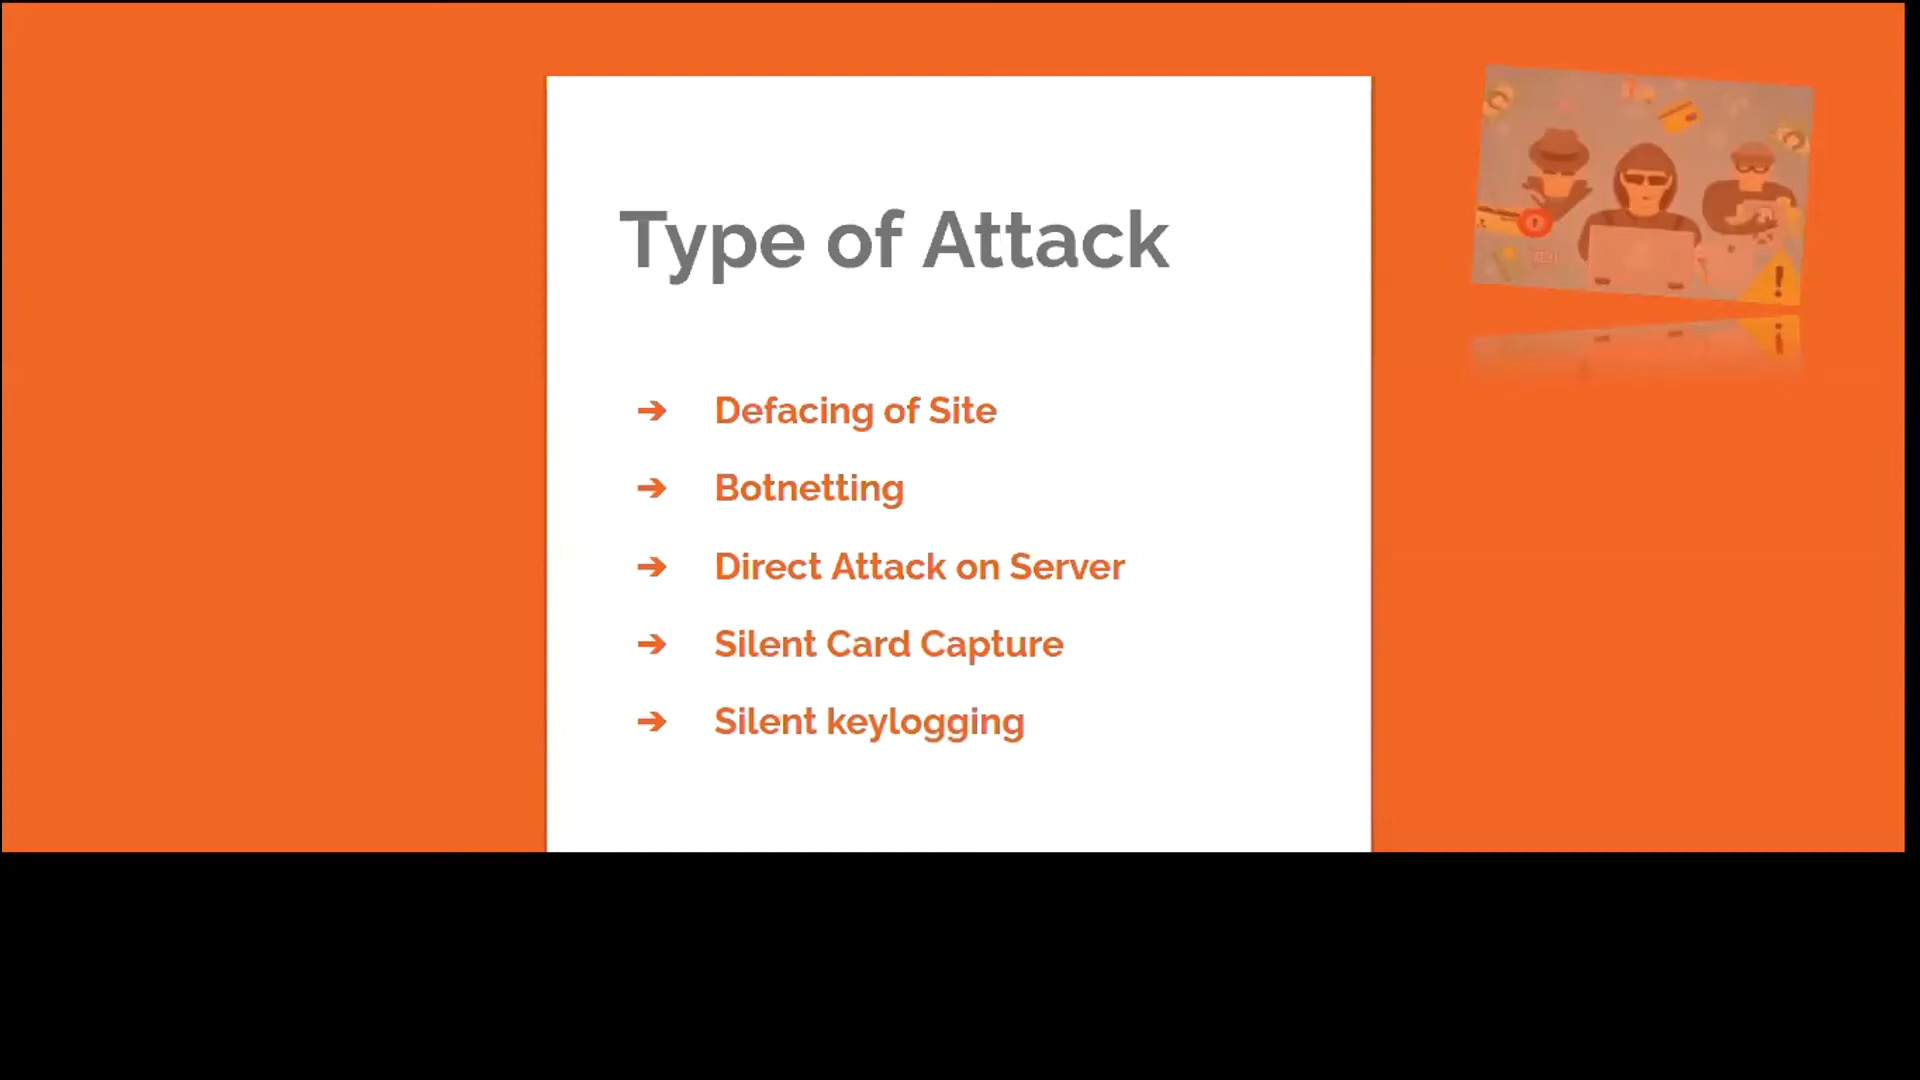 Type of Attack
➔ Defacing of Site
➔ Botnetting
➔ Direct Attack on Server
➔ Silent Card Capture
➔ Silent keylogging